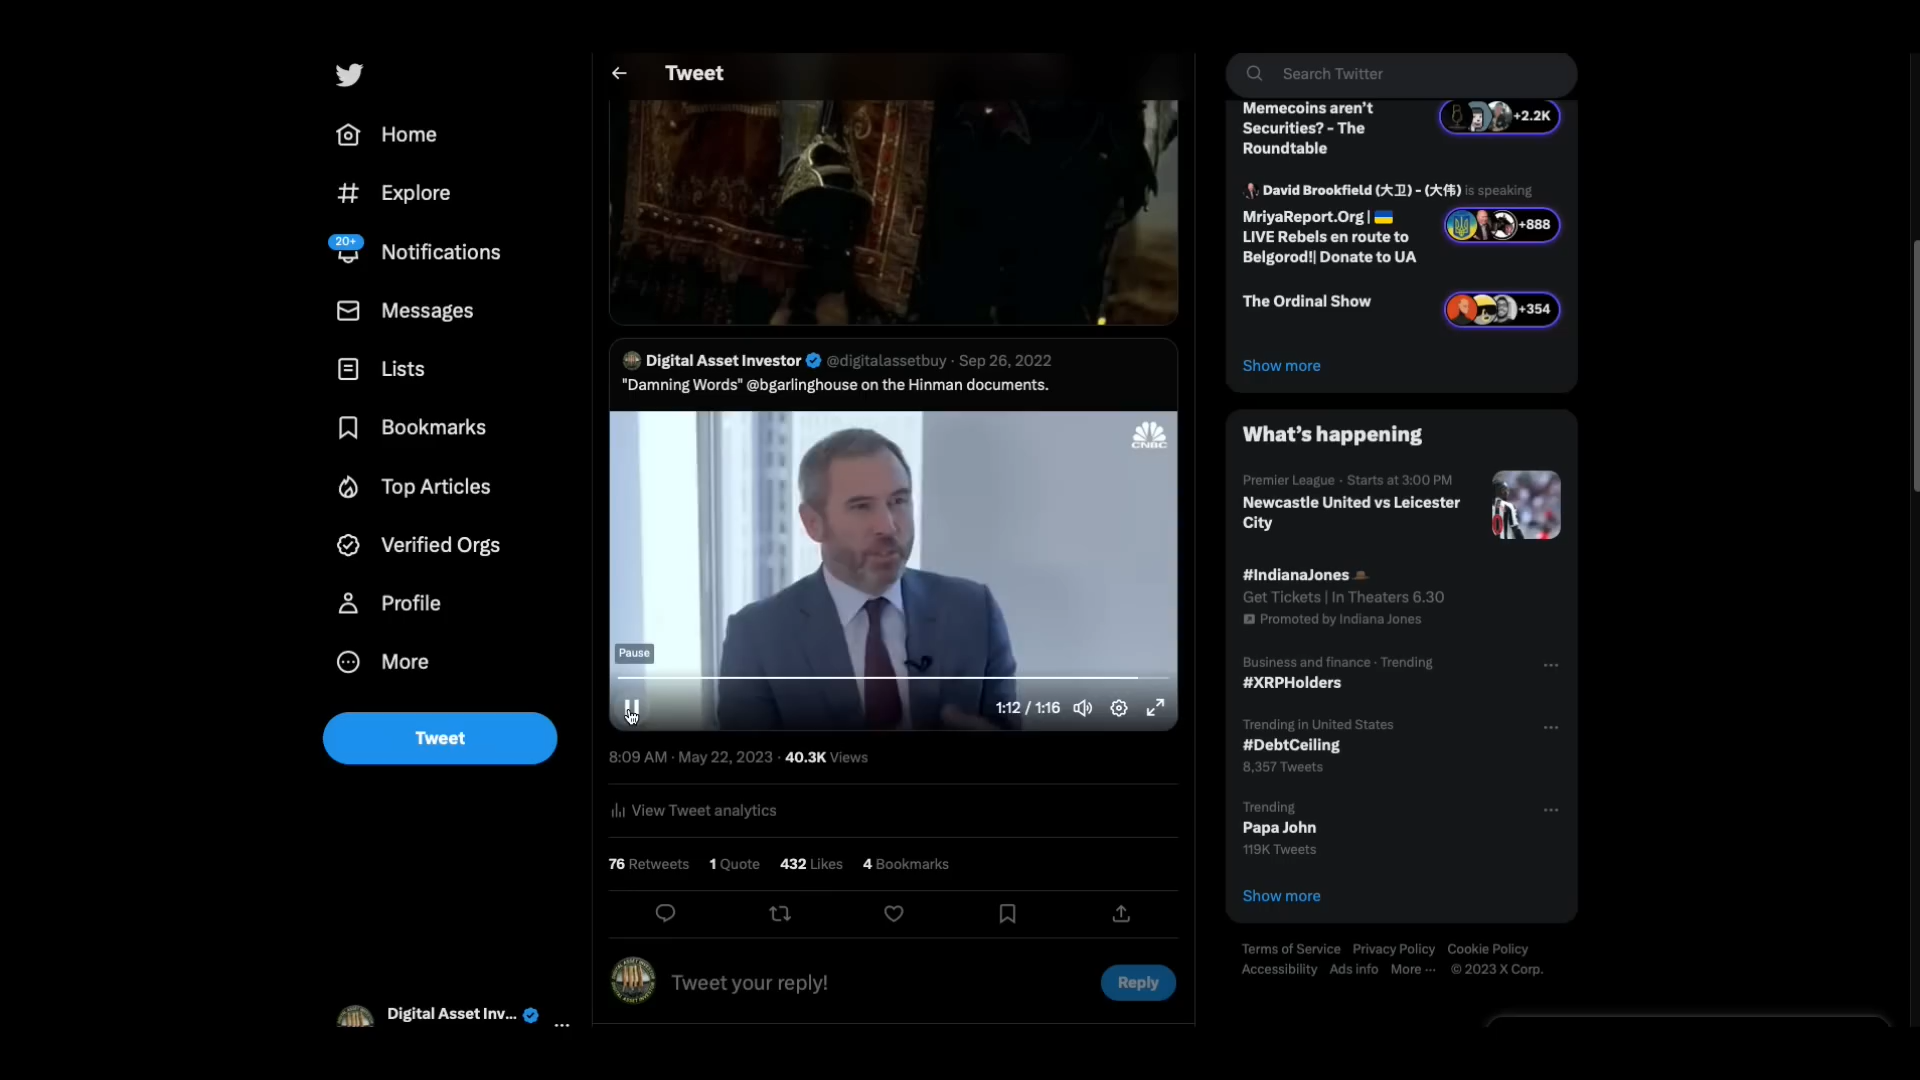 Home
Explore
20+
Notifications
Messages
Lists
Bookmarks
Top Articles
Verified Orgs
Profile
More
Tweet
Digital Asset Inv...
Tweet
Digital Asset Investor @digitalassetbuy · Sep 26, 2022
"Damning Words" @bgarlinghouse on the Hinman documents.
CNBC
Pause
1:12 / 1:16
8:09 AM · May 22, 2023 · 40.3K Views
View Tweet analytics
76 Retweets 1 Quote 432 Likes 4 Bookmarks
Tweet your reply!
Reply
Search Twitter
Memecoins aren't
Securities? - The
Roundtable
+2.2K
David Brookfield (大卫) - (大伟) is speaking
MriyaReport.Org |
LIVE Rebels en route to
Belgorod!| Donate to UA
+888
The Ordinal Show
+354
Show more
What's happening
Premier League · Starts at 3:00 PM
Newcastle United vs Leicester
City
#IndianaJones
Get Tickets | In Theaters 6.30
Promoted by Indiana Jones
Business and finance · Trending
#XRPHolders
Trending in United States
#DebtCeiling
8,357 Tweets
Trending
Papa John
119K Tweets
Show more
Terms of Service Privacy Policy Cookie Policy
Accessibility Ads info More ··· © 2023 X Corp.